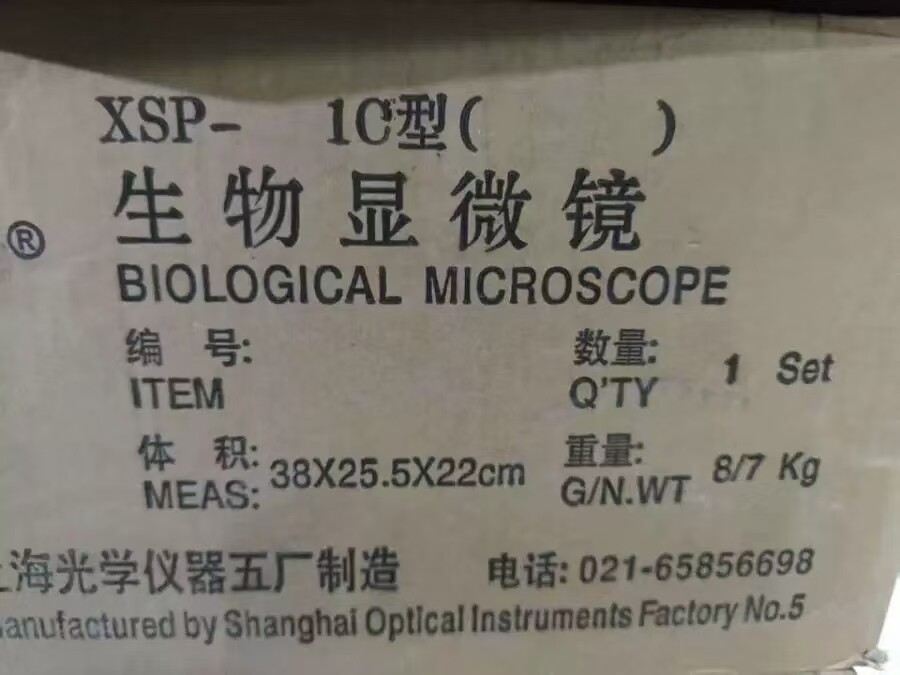 XSP- 1C型( )
生物显微镜
®
BIOLOGICAL MICROSCOPE
编 号:
ITEM
数量: 1 Set
Q'TY
体 积: 38X25.5X22cm
MEAS:
重量: 8/7 Kg
G/N.WT
上海光学仪器五厂制造 电话: 021-65856698
anufactured by Shanghai Optical Instruments Factory No.5